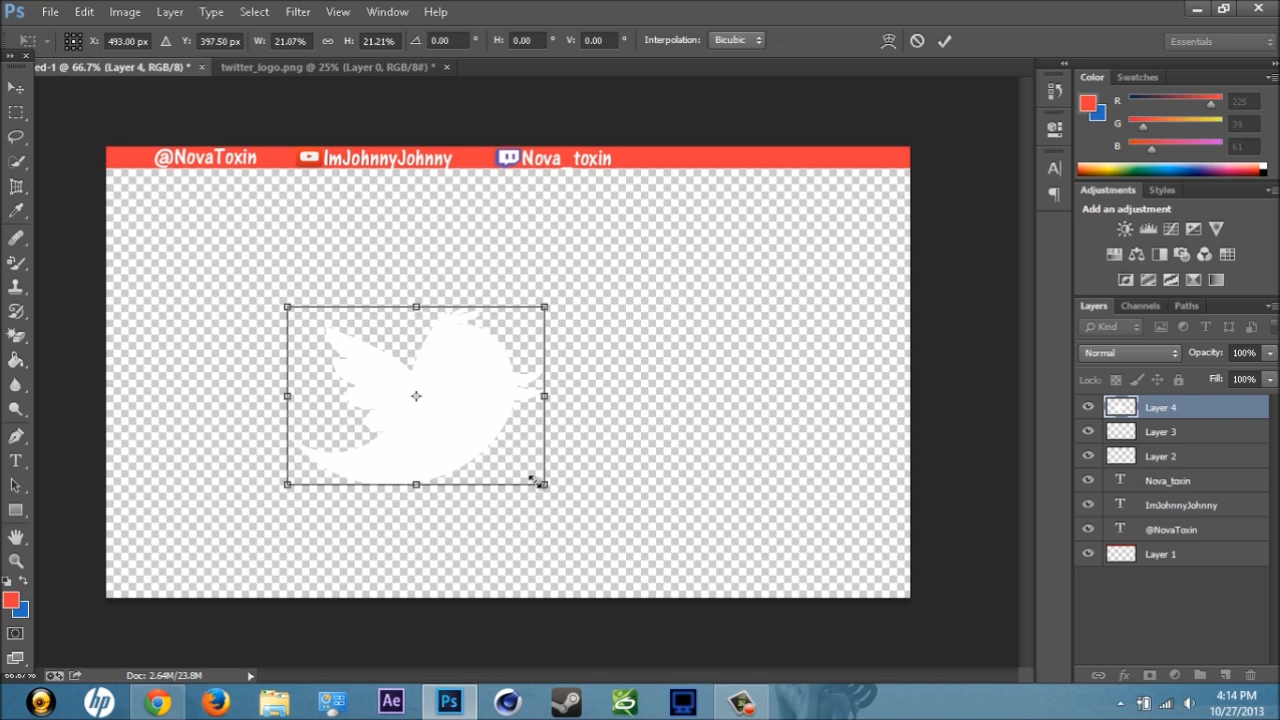 Ps File Edit Image Layer Type Select Filter View Window Help
X: 493.00 px Y: 397.50 px W: 21.07% H: 21.21% 0.00 ° H: 0.00 ° V: 0.00 ° Interpolation: Bicubic Essentials
ed-1 @ 66.7% (Layer 4, RGB/8) * × twitter_logo.png @ 25% (Layer 0, RGB/8#) * ×
Color Swatches
R 225
G 39
B 61
@NovaToxin ImJohnnyJohnny Nova_toxin
Adjustments Styles
Add an adjustment
Layers Channels Paths
Kind
Normal Opacity: 100%
Lock: Fill: 100%
Layer 4
Layer 3
Layer 2
T Nova_toxin
T ImJohnnyJohnny
T @NovaToxin
Layer 1
Doc: 2.64M/23.8M
hp Ae Ps
4:14 PM
10/27/2013